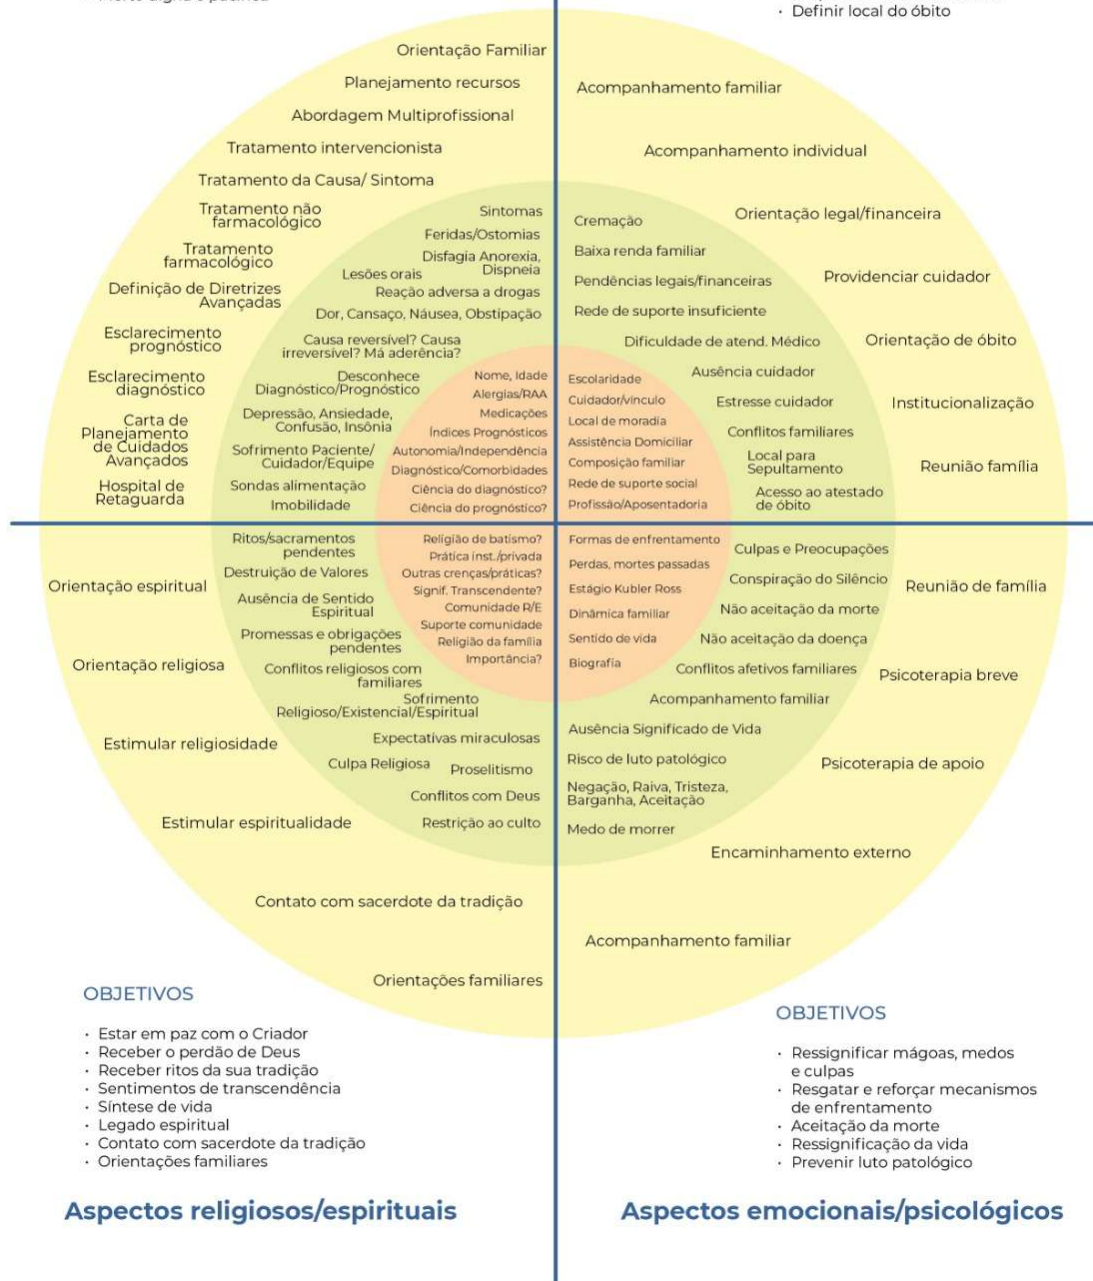 · Definir local do óbito
Orientação Familiar
Planejamento recursos
Abordagem Multiprofissional
Tratamento intervencionista
Tratamento da Causa/ Sintoma
Tratamento não
farmacológico
Tratamento
farmacológico
Definição de Diretrizes
Avançadas
Esclarecimento
prognóstico
Esclarecimento
diagnóstico
Carta de
Planejamento
de Cuidados
Avançados
Hospital de
Retaguarda
Sintomas
Feridas/Ostomias
Disfagia Anorexia,
Dispneia
Lesões orais
Reação adversa a drogas
Dor, Cansaço, Náusea, Obstipação
Causa reversível? Causa
irreversível? Má aderência?
Desconhece
Diagnóstico/Prognóstico
Depressão, Ansiedade,
Confusão, Insônia
Sofrimento Paciente/
Cuidador/Equipe
Sondas alimentação
Imobilidade
Nome, Idade
Alergias/RAA
Medicações
Índices Prognósticos
Autonomia/Independência
Diagnóstico/Comorbidades
Ciência do diagnóstico?
Ciência do prognóstico?
Acompanhamento familiar
Acompanhamento individual
Orientação legal/financeira
Providenciar cuidador
Orientação de óbito
Institucionalização
Reunião família
Cremação
Baixa renda familiar
Pendências legais/financeiras
Rede de suporte insuficiente
Dificuldade de atend. Médico
Ausência cuidador
Estresse cuidador
Conflitos familiares
Local para
Sepultamento
Acesso ao atestado
de óbito
Escolaridade
Cuidador/vínculo
Local de moradía
Assistência Domiciliar
Composição familiar
Rede de suporte social
Profissão/Aposentadoria
Religião de batismo?
Prática inst./privada
Outras crenças/práticas?
Signif. Transcendente?
Comunidade R/E
Suporte comunidade
Religião da família
Importância?
Ritos/sacramentos
pendentes
Destruição de Valores
Ausência de Sentido
Espiritual
Promessas e obrigações
pendentes
Conflitos religiosos com
familiares
Sofrimento
Religioso/Existencial/Espiritual
Expectativas miraculosas
Culpa Religiosa
Proselitismo
Conflitos com Deus
Restrição ao culto
Orientação espiritual
Orientação religiosa
Estimular religiosidade
Estimular espiritualidade
Contato com sacerdote da tradição
Orientações familiares
Formas de enfrentamento
Perdas, mortes passadas
Estágio Kubler Ross
Dinâmica familiar
Sentido de vida
Biografia
Culpas e Preocupações
Conspiração do Silêncio
Não aceitação da morte
Não aceitação da doença
Conflitos afetivos familiares
Acompanhamento familiar
Ausência Significado de Vida
Risco de luto patológico
Negação, Raiva, Tristeza,
Barganha, Aceitação
Medo de morrer
Reunião de família
Psicoterapia breve
Psicoterapia de apoio
Encaminhamento externo
Acompanhamento familiar
OBJETIVOS
· Estar em paz com o Criador
· Receber o perdão de Deus
· Receber ritos da sua tradição
· Sentimentos de transcendência
· Síntese de vida
· Legado espiritual
· Contato com sacerdote da tradição
· Orientações familiares
Aspectos religiosos/espirituais
OBJETIVOS
· Ressignificar mágoas, medos
e culpas
· Resgatar e reforçar mecanismos
de enfrentamento
· Aceitação da morte
· Ressignificação da vida
· Prevenir luto patológico
Aspectos emocionais/psicológicos